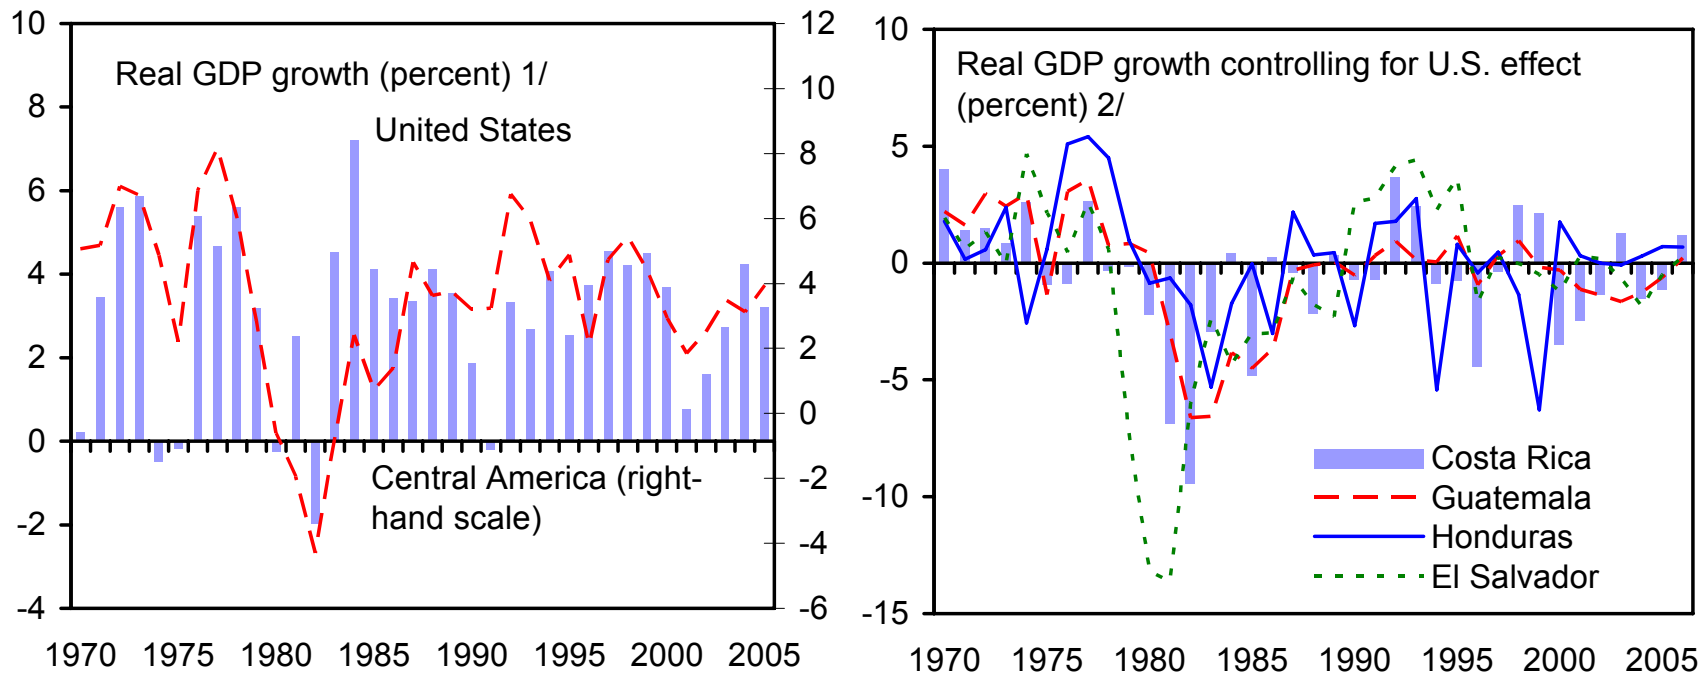 Real GDP growth (percent) 1/
United States
Central America (right-
hand scale)
10
8
6
4
2
0
-2
-4
12
10
8
6
4
2
0
-2
-4
-6
1970 1975 1980 1985 1990 1995 2000 2005
Real GDP growth controlling for U.S. effect
(percent) 2/
10
5
0
-5
-10
-15
Costa Rica
Guatemala
Honduras
El Salvador
1970 1975 1980 1985 1990 1995 2000 2005